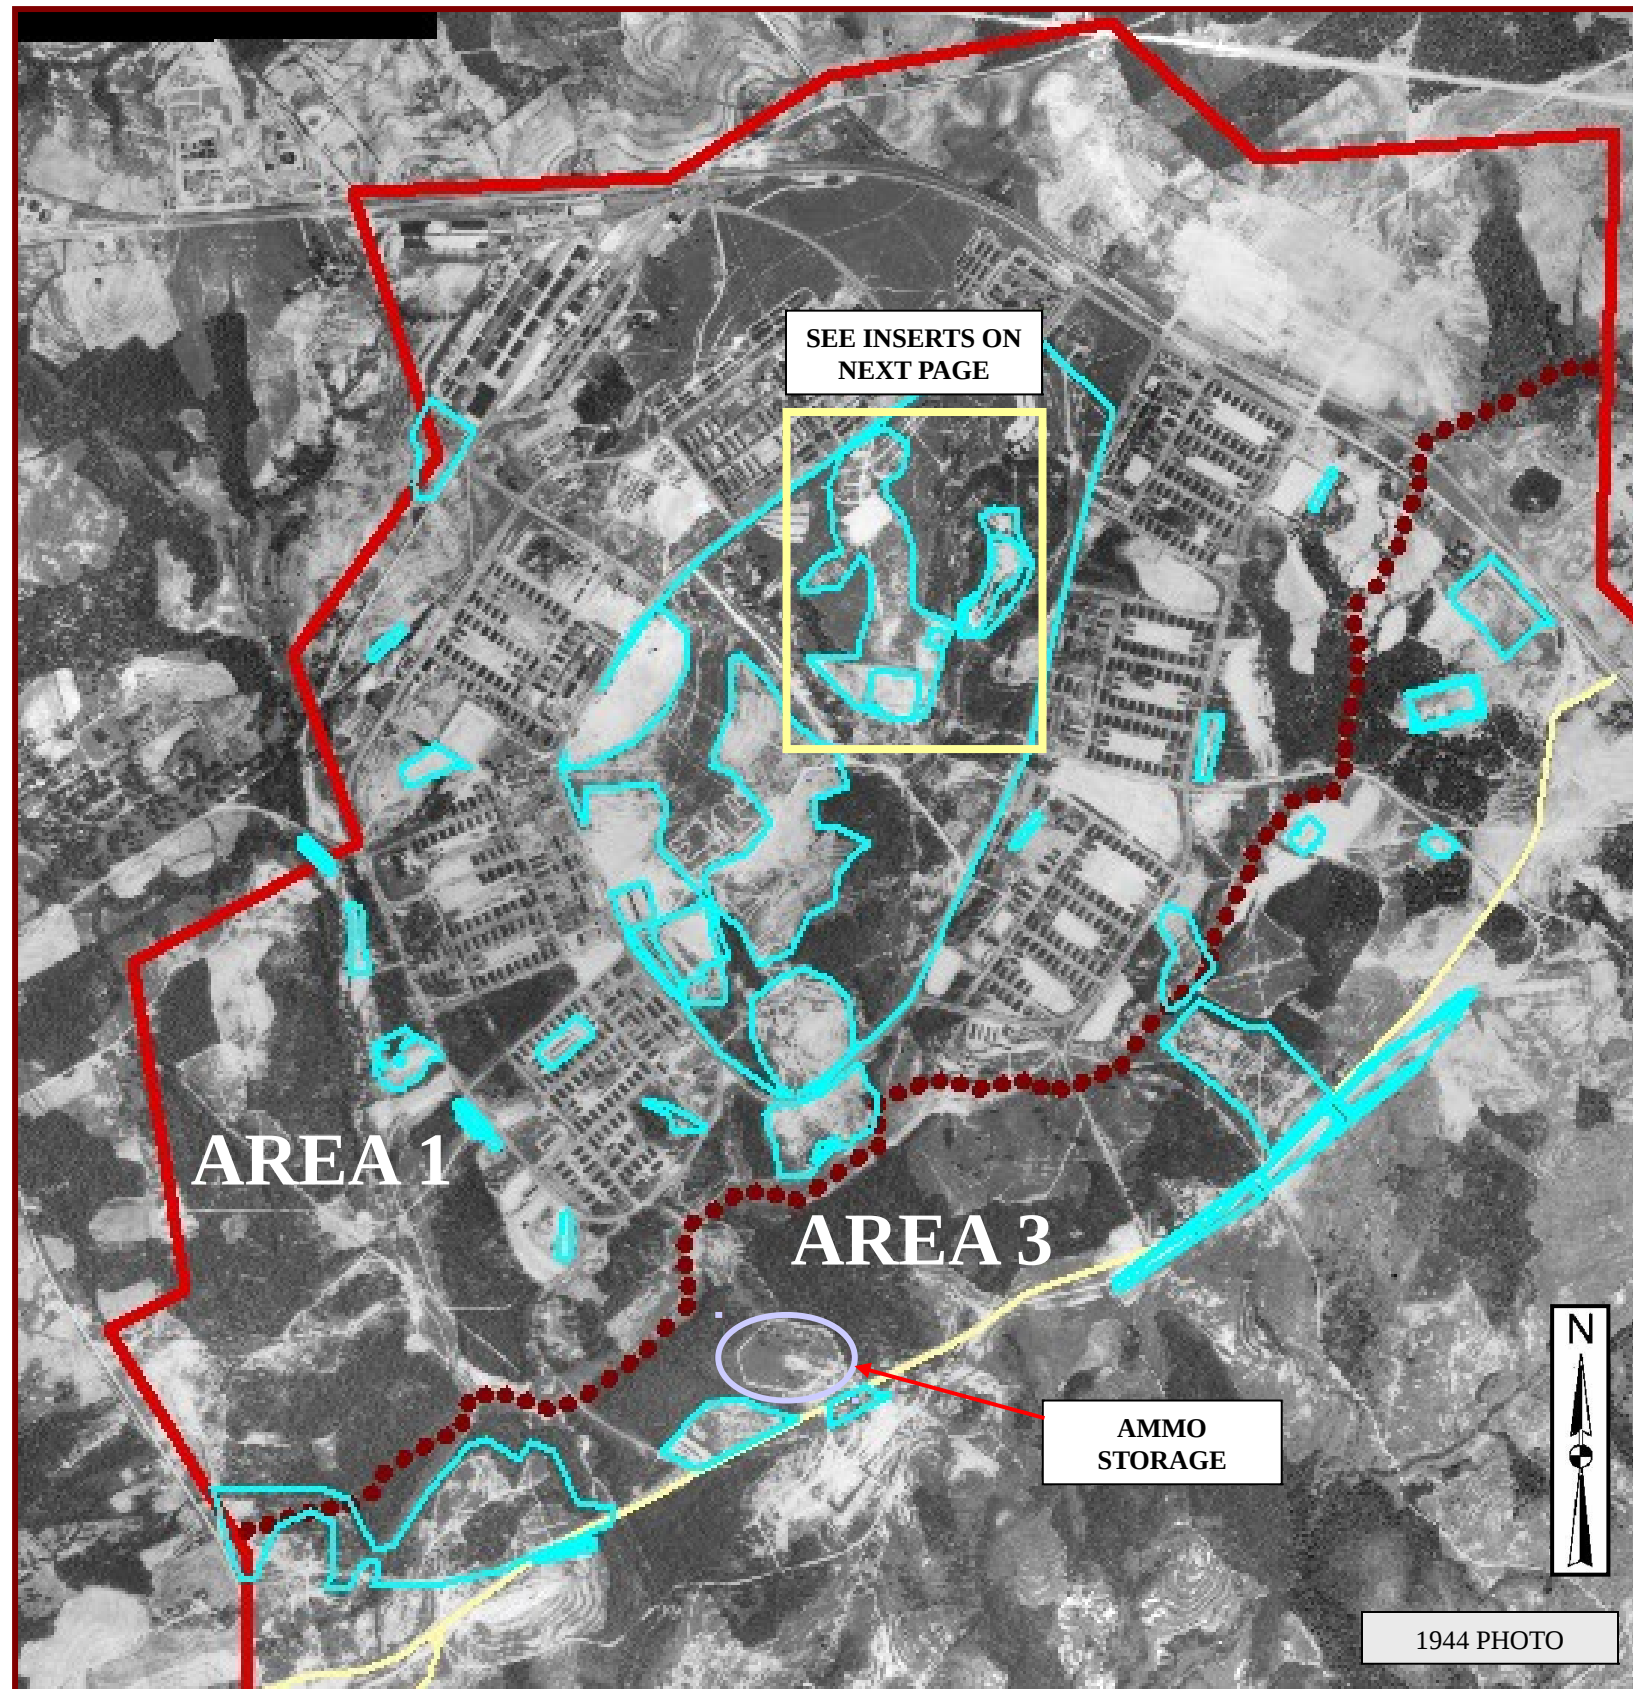 SEE INSERTS ON
NEXT PAGE
AREA 1
AREA 3
AMMO
STORAGE
N
1944 PHOTO